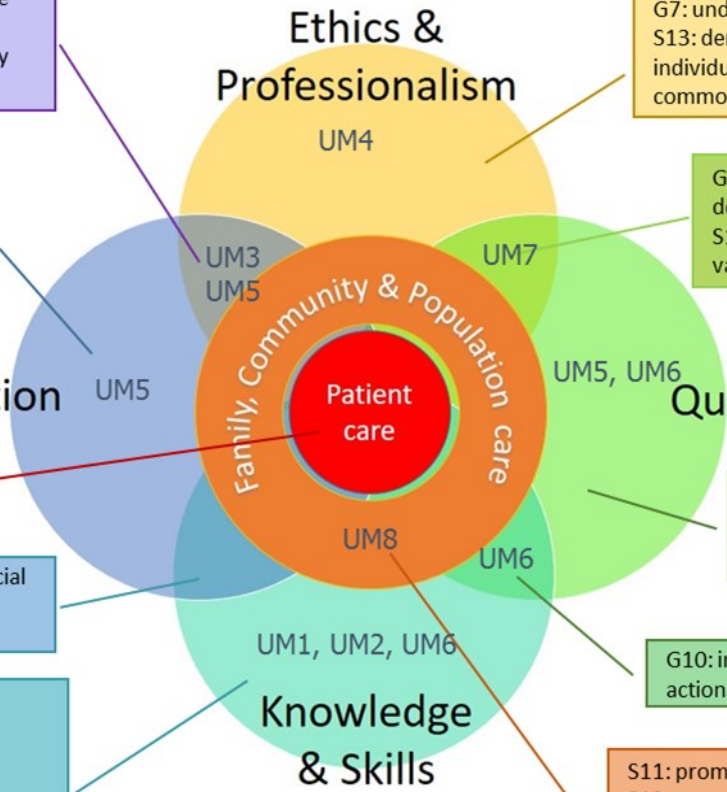 Ethics &
Professionalism
UM4
G7: und
S13: de
individu
commo
y
G
d
S
va
UM3
UM5
UM7
Family, Community & Population care
UM5
UM5, UM6
ion
Qu
Patient
care
UM8
UM6
cial
UM1, UM2, UM6
Knowledge
& Skills
G10: i
action
S11: prom